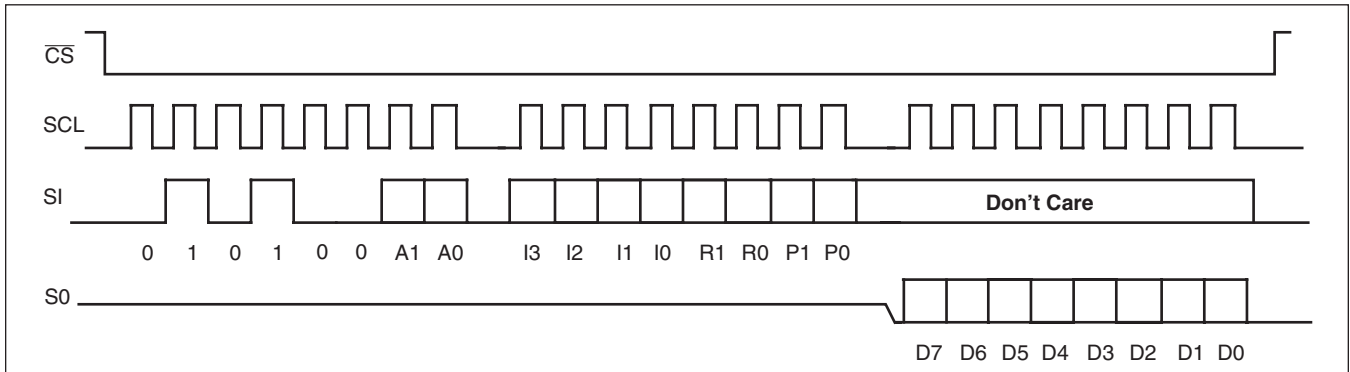 CS
SCL
SI
Don't Care
0 1 0 1 0 0 A1 A0 I3 I2 I1 I0 R1 R0 P1 P0
S0
D7 D6 D5 D4 D3 D2 D1 D0